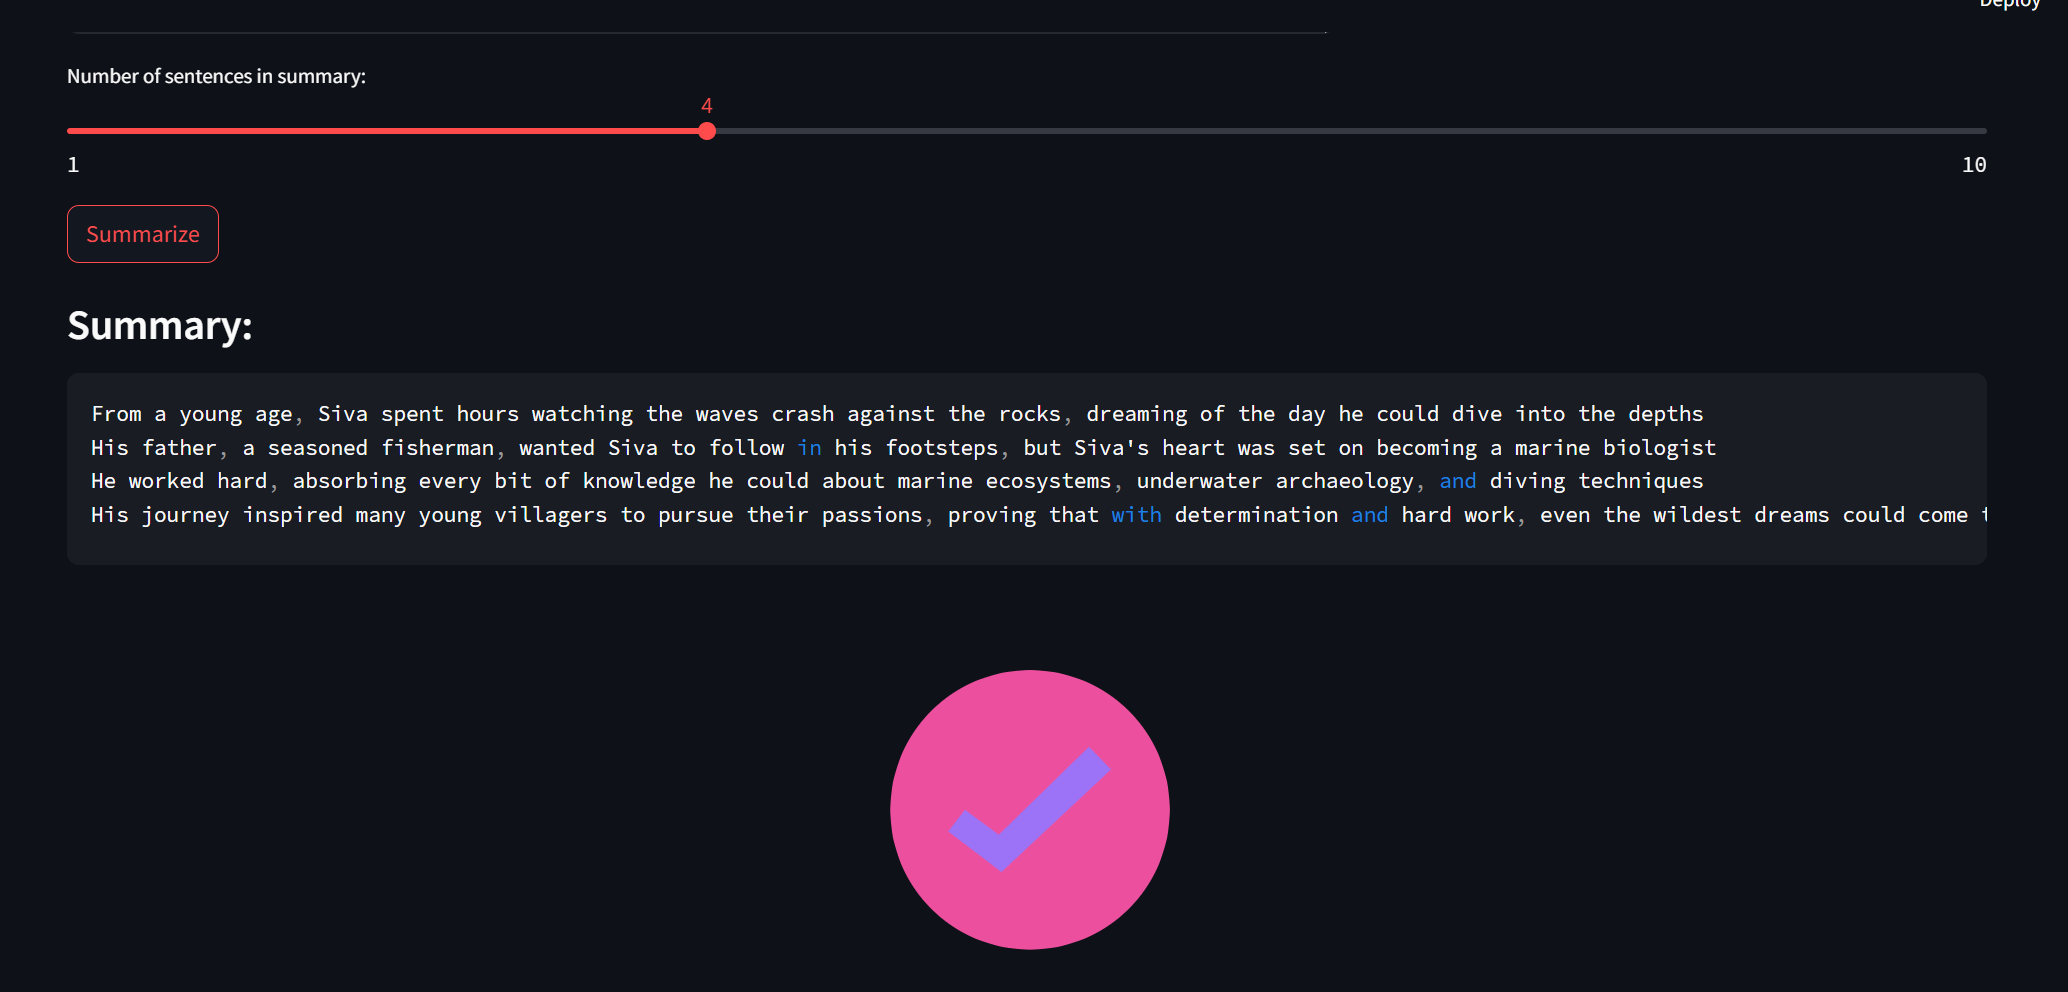 Deploy
Number of sentences in summary:
4
1
10
Summarize
Summary:
From a young age, Siva spent hours watching the waves crash against the rocks, dreaming of the day he could dive into the depths
His father, a seasoned fisherman, wanted Siva to follow in his footsteps, but Siva's heart was set on becoming a marine biologist
He worked hard, absorbing every bit of knowledge he could about marine ecosystems, underwater archaeology, and diving techniques
His journey inspired many young villagers to pursue their passions, proving that with determination and hard work, even the wildest dreams could come